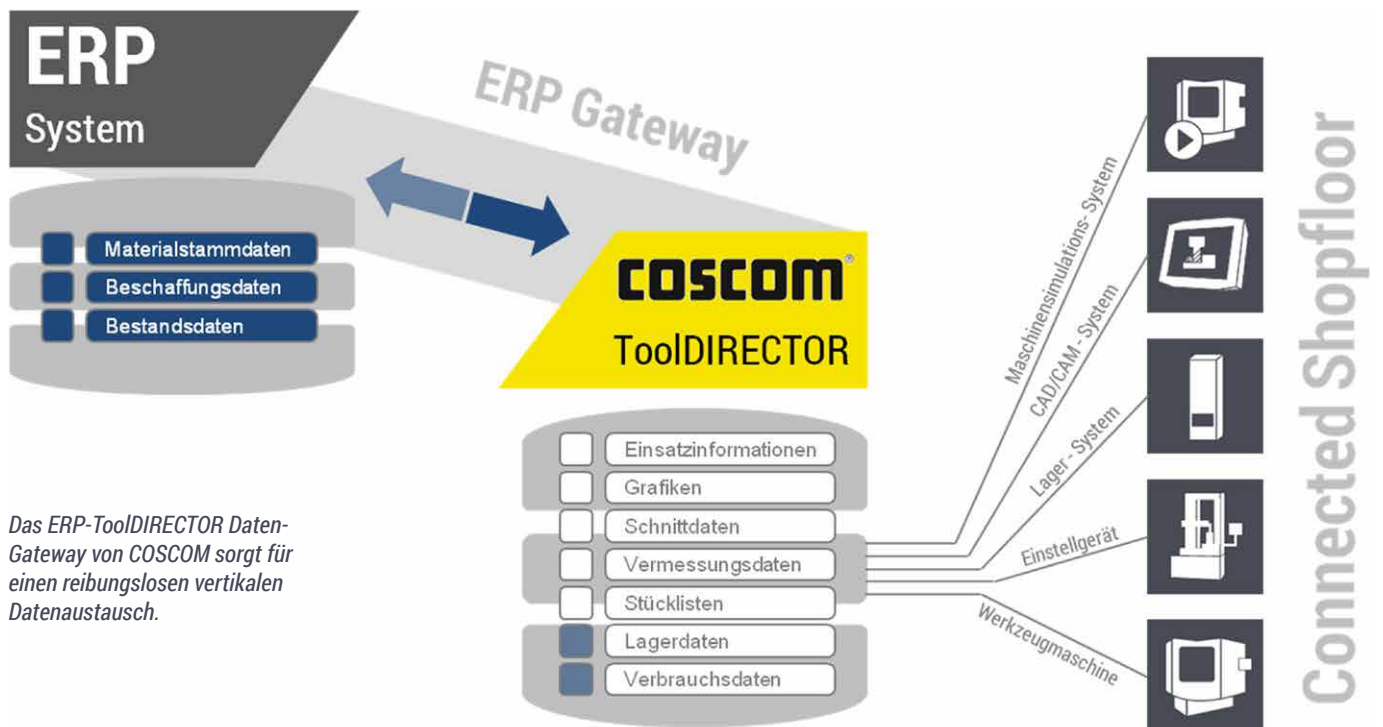 ERP
System
ERP Gateway
Materialstammdaten
Beschaffungsdaten
Bestandsdaten
COSCOM®
ToolDIRECTOR
Einsatzinformationen
Grafiken
Schnittdaten
Vermessungsdaten
Stücklisten
Lagerdaten
Verbrauchsdaten
Maschinensimulations- System
CAD/CAM - System
Lager - System
Einstellgerät
Werkzeugmaschine
Connected Shopfloor
Das ERP-ToolDIRECTOR Daten-
Gateway von COSCOM sorgt für
einen reibungslosen vertikalen
Datenaustausch.